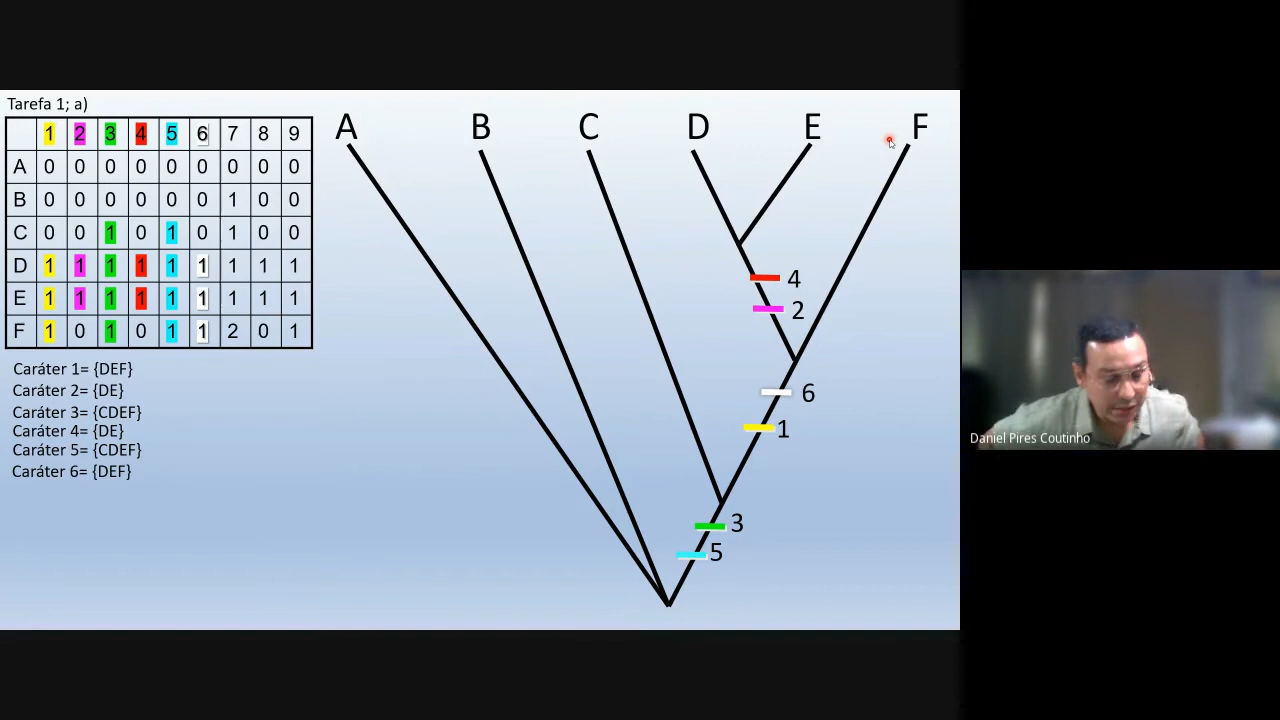 Tarefa 1; a)
1 2 3 4 5 6 7 8 9
A 0 0 0 0 0 0 0 0 0
B 0 0 0 0 0 0 1 0 0
C 0 0 1 0 1 0 1 0 0
D 1 1 1 1 1 1 1 1 1
E 1 1 1 1 1 1 1 1 1
F 1 0 1 0 1 1 2 0 1
Caráter 1= {DEF}
Caráter 2= {DE}
Caráter 3= {CDEF}
Caráter 4= {DE}
Caráter 5= {CDEF}
Caráter 6= {DEF}
A B C D E F
4
2
6
1
3
5
Daniel Pires Coutinho